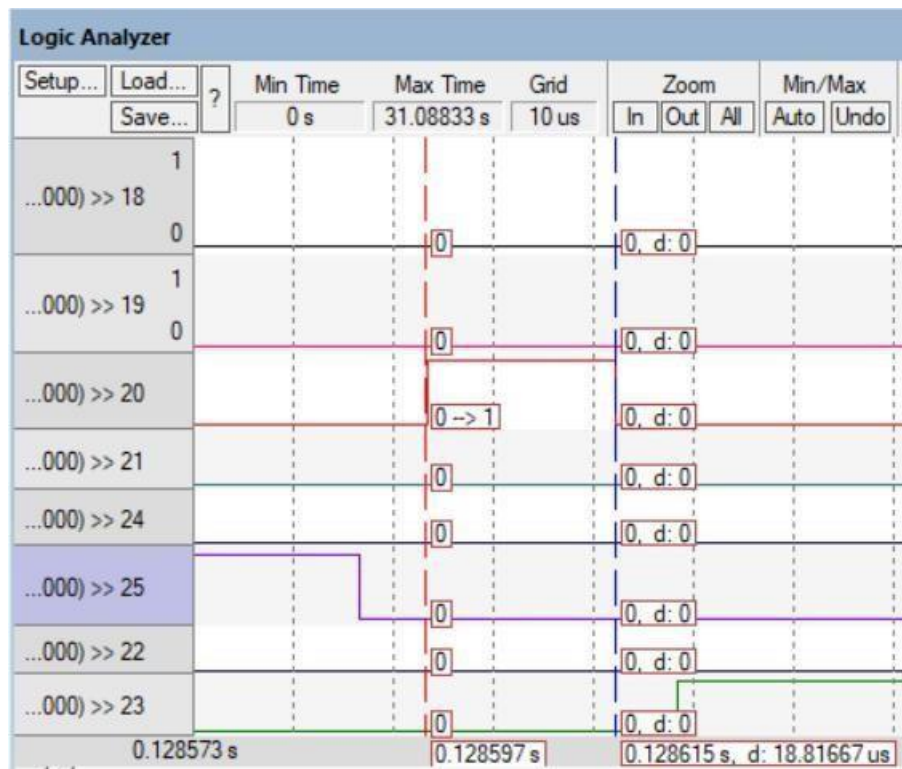 Logic Analyzer
Setup... Load... ? Min Time Max Time Grid Zoom Min/Max
Save... 0 s 31.08833 s 10 us In Out All Auto Undo
1
...000) >> 18
0 0 0, d: 0
1
...000) >> 19
0 0 0, d: 0
...000) >> 20
0 --> 1 0, d: 0
...000) >> 21
0 0, d: 0
...000) >> 24
0 0, d: 0
...000) >> 25
0 0, d: 0
...000) >> 22
0 0, d: 0
...000) >> 23
0 0, d: 0
0.128573 s 0.128597 s 0.128615 s, d: 18.81667 us